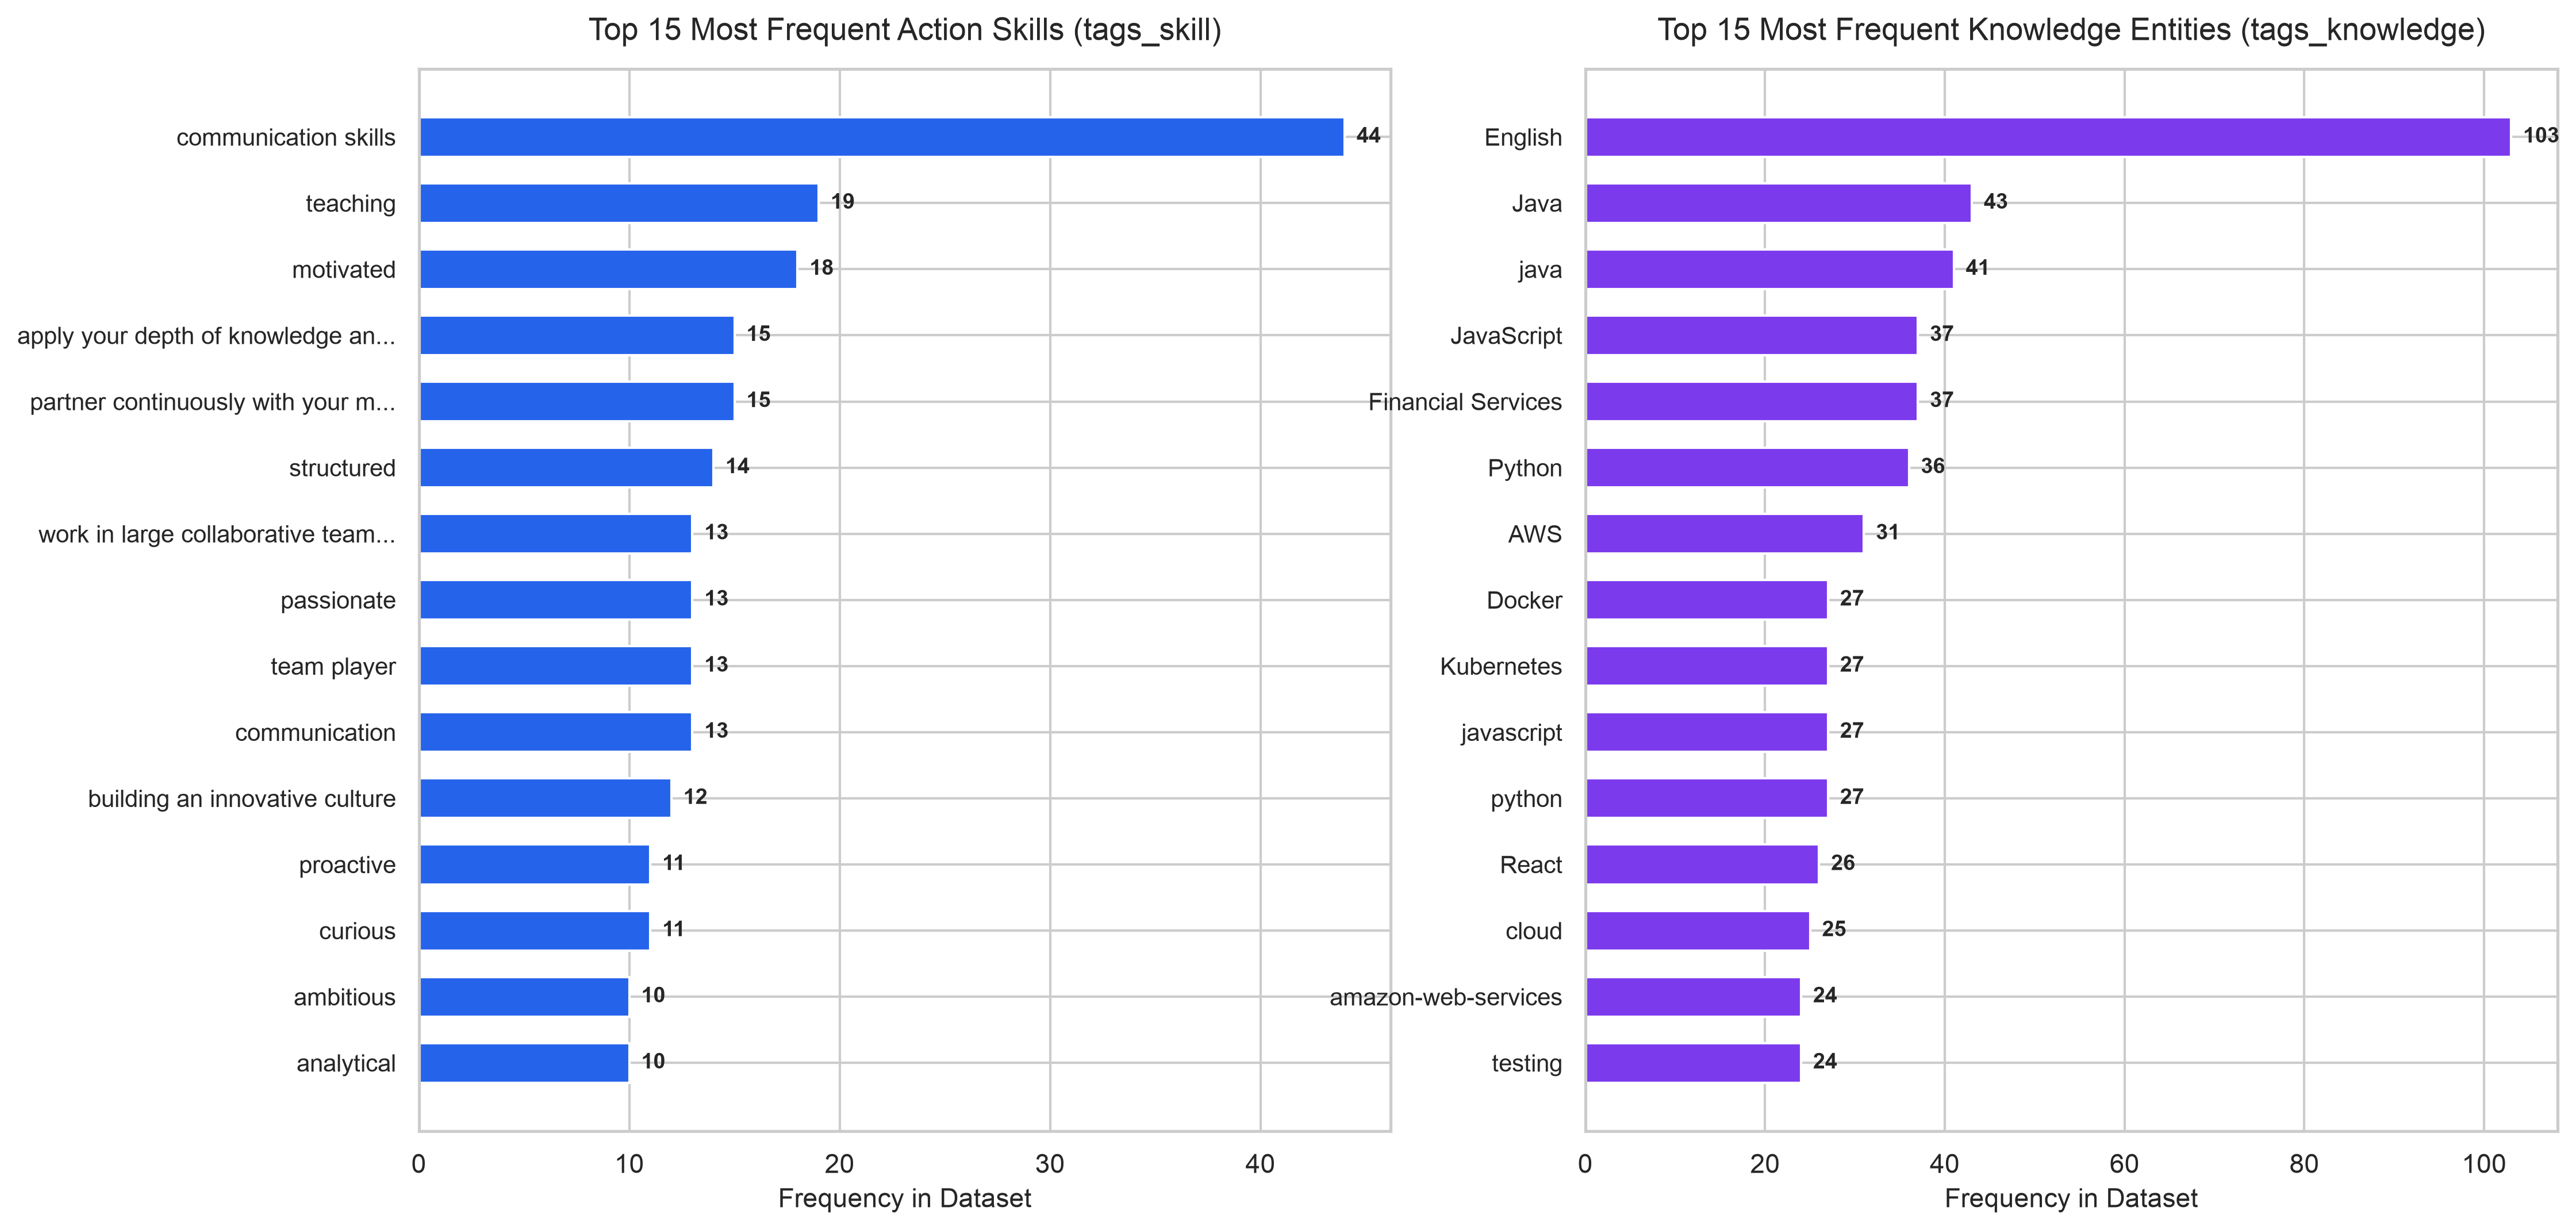 Top 15 Most Frequent Action Skills (tags_skill)
communication skills 44
teaching 19
motivated 18
apply your depth of knowledge an... 15
partner continuously with your m... 15
structured 14
work in large collaborative team... 13
passionate 13
team player 13
communication 13
building an innovative culture 12
proactive 11
curious 11
ambitious 10
analytical 10
0 10 20 30 40
Frequency in Dataset
Top 15 Most Frequent Knowledge Entities (tags_knowledge)
English 103
Java 43
java 41
JavaScript 37
Financial Services 37
Python 36
AWS 31
Docker 27
Kubernetes 27
javascript 27
python 27
React 26
cloud 25
amazon-web-services 24
testing 24
0 20 40 60 80 100
Frequency in Dataset